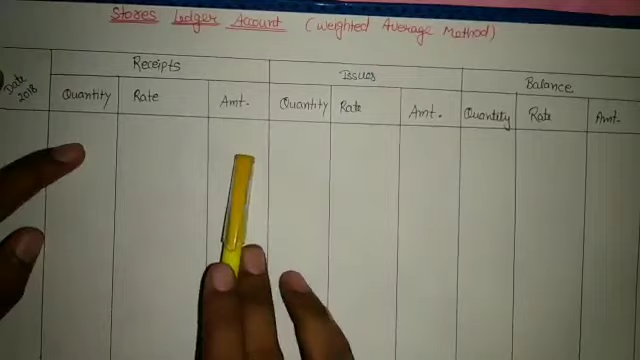 Stores Ledger Account (Weighted Average Method)
Date 2018
Receipts Issues Balance
Quantity Rate Amt. Quantity Rate Amt. Quantity Rate Amt.